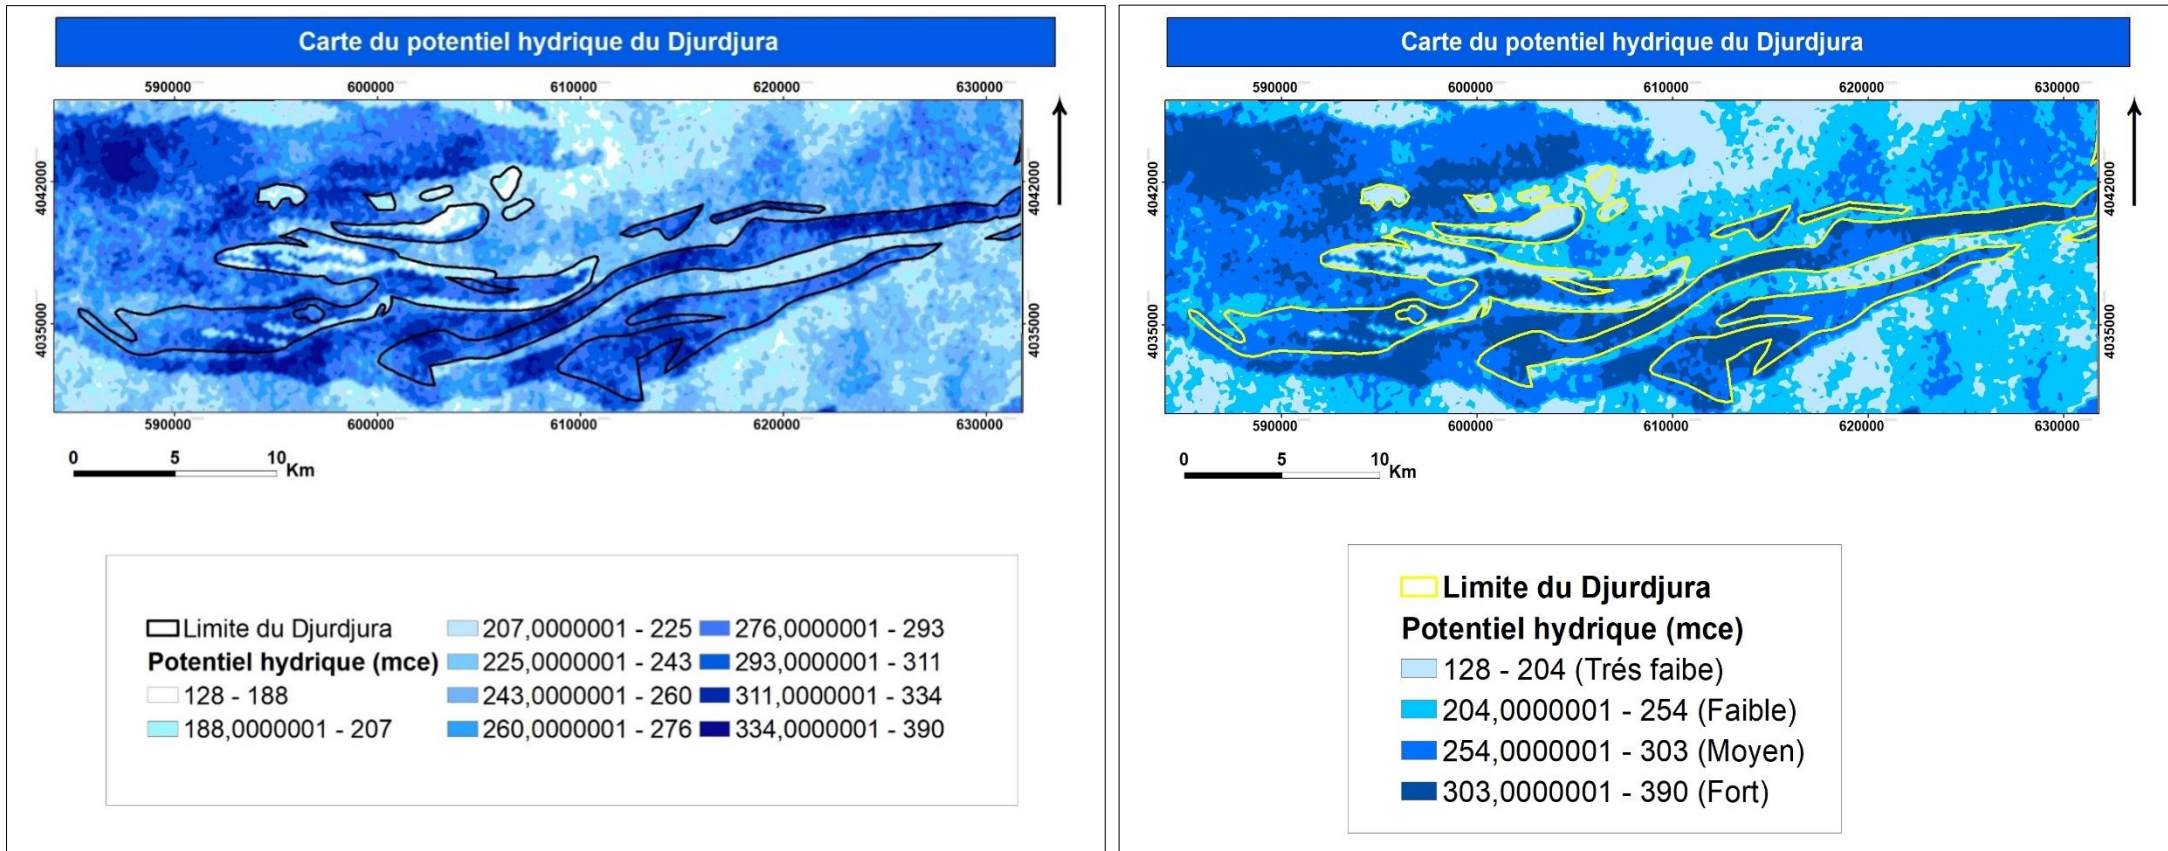 Carte du potentiel hydrique du Djurdjura
590000 600000 610000 620000 630000
4042000 4042000
4035000 4035000
590000 600000 610000 620000 630000
0 5 10
Km
Limite du Djurdjura
Potentiel hydrique (mce)
128 - 188
188,0000001 - 207
207,0000001 - 225
225,0000001 - 243
243,0000001 - 260
260,0000001 - 276
276,0000001 - 293
293,0000001 - 311
311,0000001 - 334
334,0000001 - 390
Carte du potentiel hydrique du Djurdjura
590000 600000 610000 620000 630000
4042000 4042000
4035000 4035000
590000 600000 610000 620000 630000
0 5 10
Km
Limite du Djurdjura
Potentiel hydrique (mce)
128 - 204 (Trés faibe)
204,0000001 - 254 (Faible)
254,0000001 - 303 (Moyen)
303,0000001 - 390 (Fort)